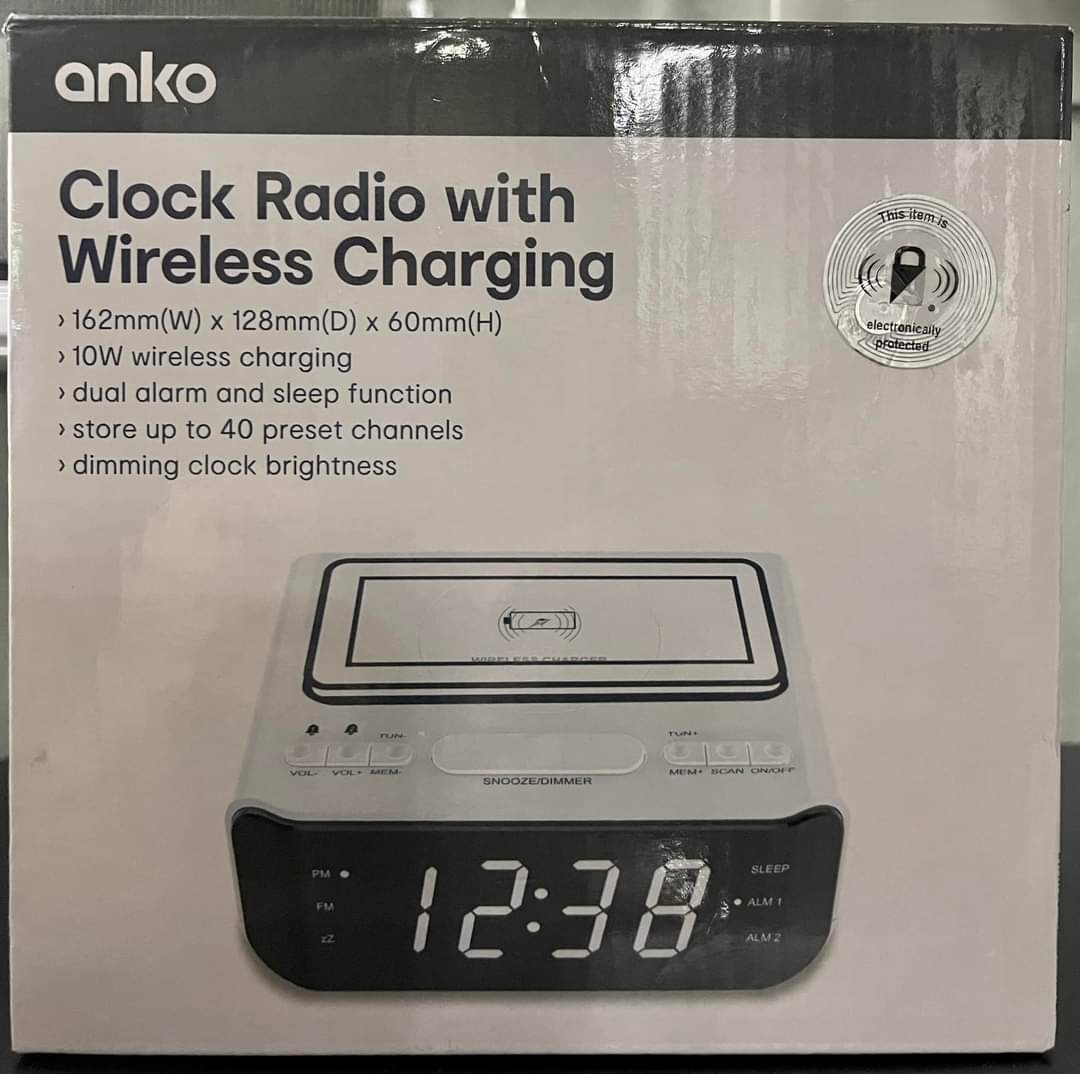 anko
Clock Radio with
Wireless Charging
› 162mm(W) x 128mm(D) x 60mm(H)
› 10W wireless charging
› dual alarm and sleep function
› store up to 40 preset channels
› dimming clock brightness
This item is
electronically
protected
WIRELESS CHARGER
TUN- TUN+
VOL- VOL+ MEM- SNOOZE/DIMMER MEM+ SCAN ON/OFF
PM 12:38 SLEEP
FM ALM 1
zZ ALM 2